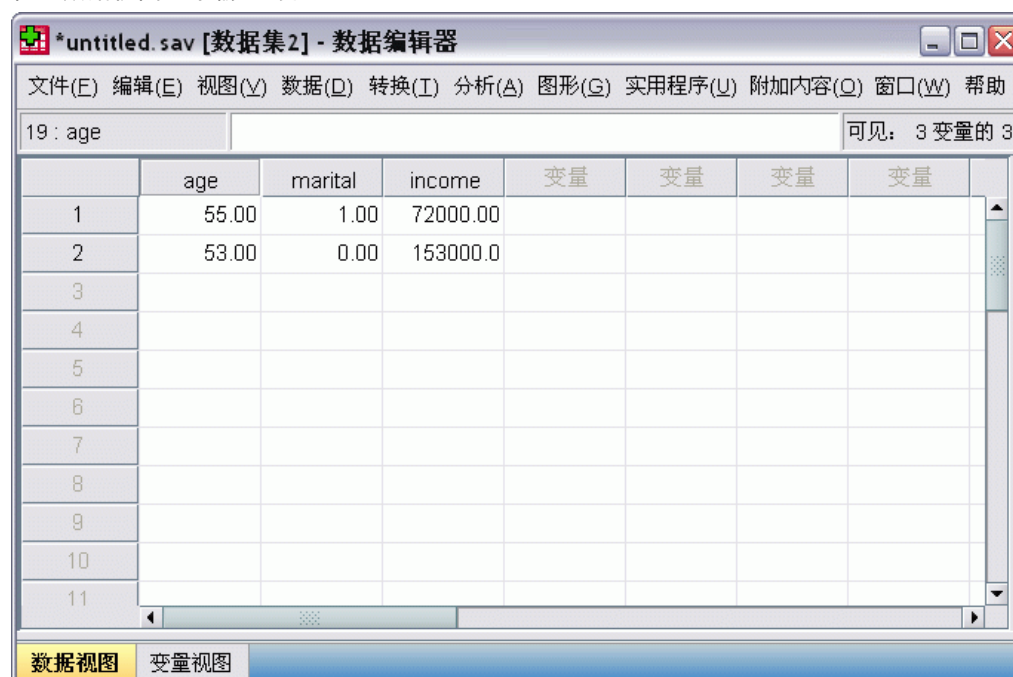 *untitled.sav [数据集2] - 数据编辑器
文件(F) 编辑(E) 视图(V) 数据(D) 转换(T) 分析(A) 图形(G) 实用程序(U) 附加内容(O) 窗口(W) 帮助
19 : age
可见: 3 变量的 3
age marital income 变量 变量 变量 变量
1 55.00 1.00 72000.00
2 53.00 0.00 153000.0
3
4
5
6
7
8
9
10
11
数据视图 变量视图